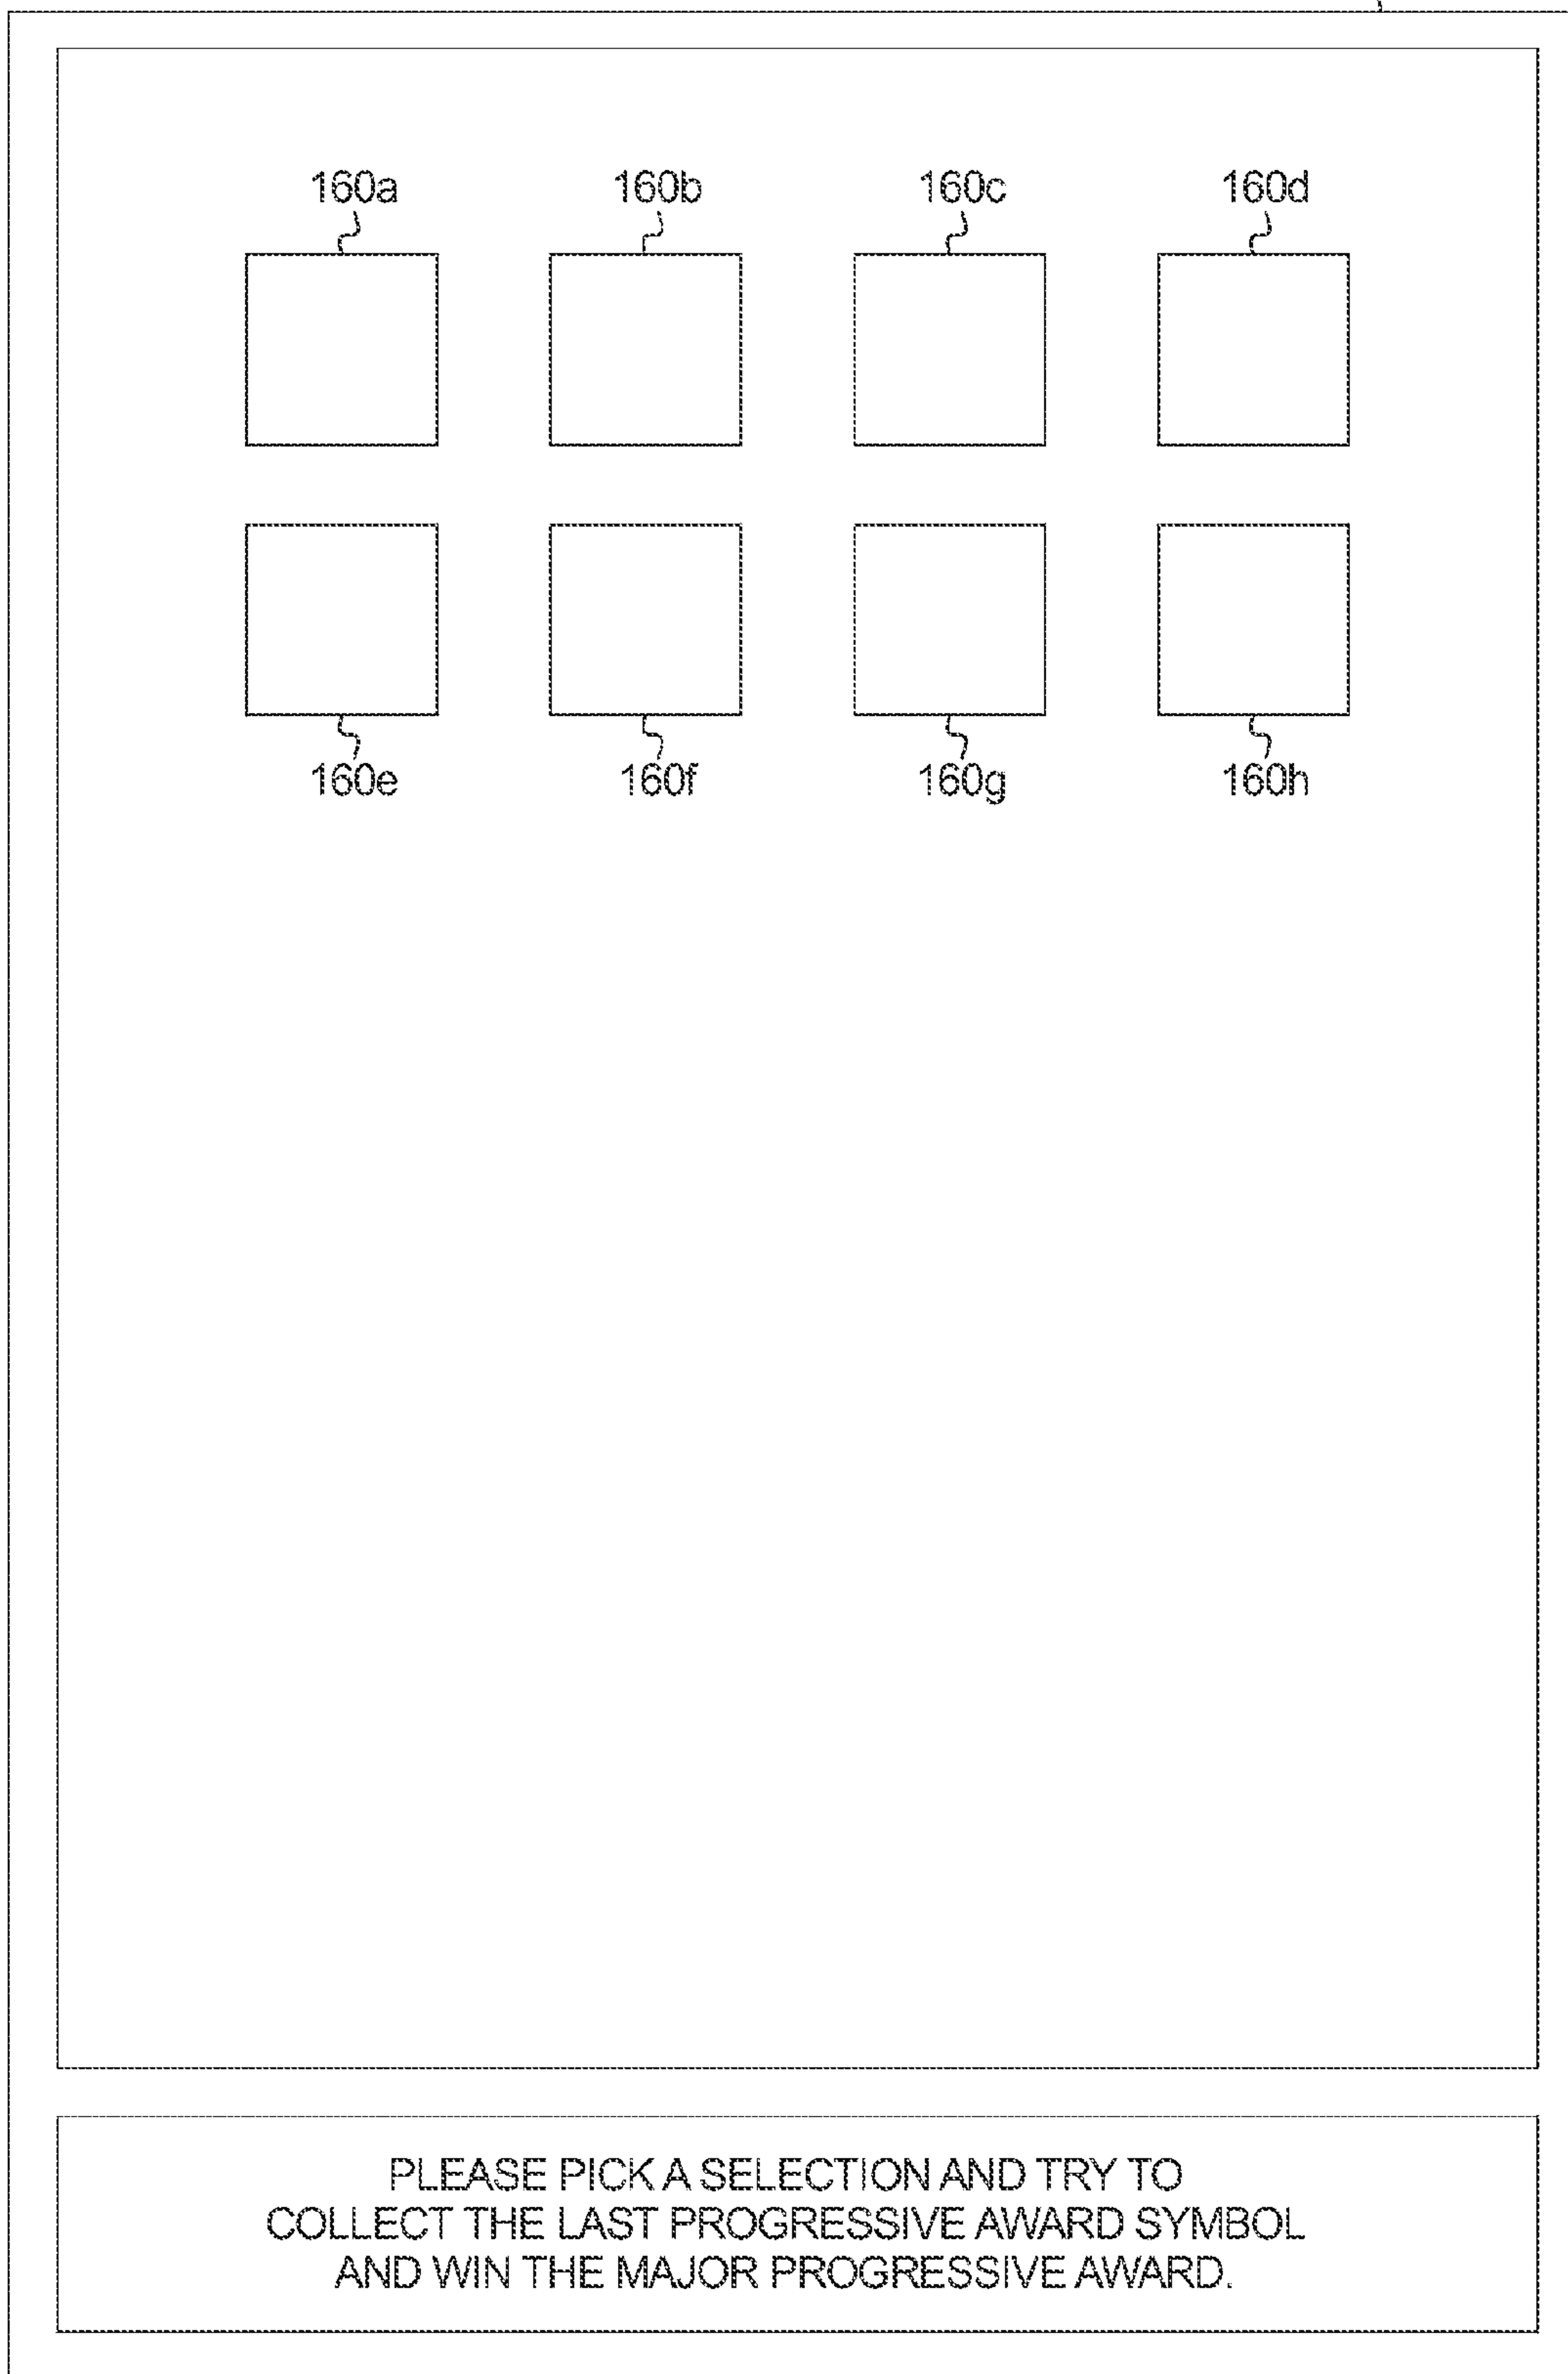 160a 160b 160c 160d
160e 160f 160g 160h
PLEASE PICK A SELECTION AND TRY TO
COLLECT THE LAST PROGRESSIVE AWARD SYMBOL
AND WIN THE MAJOR PROGRESSIVE AWARD.